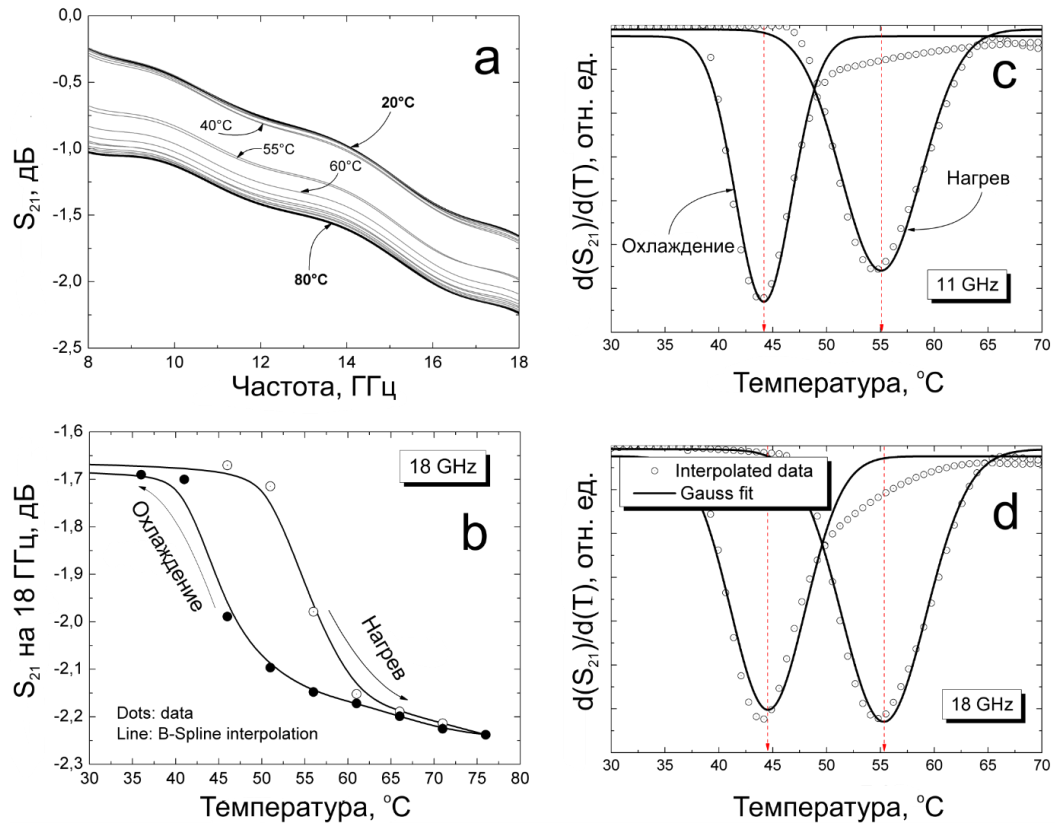 0,0
-0,5
-1,0
-1,5
-2,0
-2,5
S21, дБ
a
20°C
40°C
55°C
60°C
80°C
8
10
12
14
16
18
Частота, ГГц
c
d(S21)/d(T), отн. ед.
Нагрев
Охлаждение
11 GHz
30
35
40
45
50
55
60
65
70
Температура, °C
-1,6
-1,7
-1,8
-1,9
-2,0
-2,1
-2,2
-2,3
S21 на 18 ГГц, дБ
18 GHz
b
Охлаждение
Нагрев
Dots: data
Line: B-Spline interpolation
30
35
40
45
50
55
60
65
70
75
80
Температура, °C
d(S21)/d(T), отн. ед.
Interpolated data
Gauss fit
d
18 GHz
30
35
40
45
50
55
60
65
70
Температура, °C